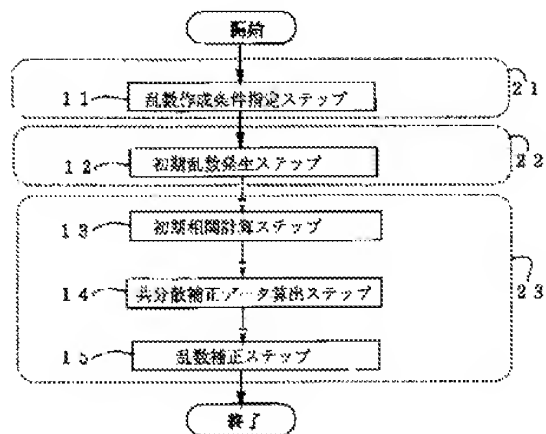 開始
21
11 乱数作成条件指定ステップ
12 初期乱数発生ステップ
22
13 初期相関計算ステップ
23
14 共分散補正データ算出ステップ
15 乱数補正ステップ
終了